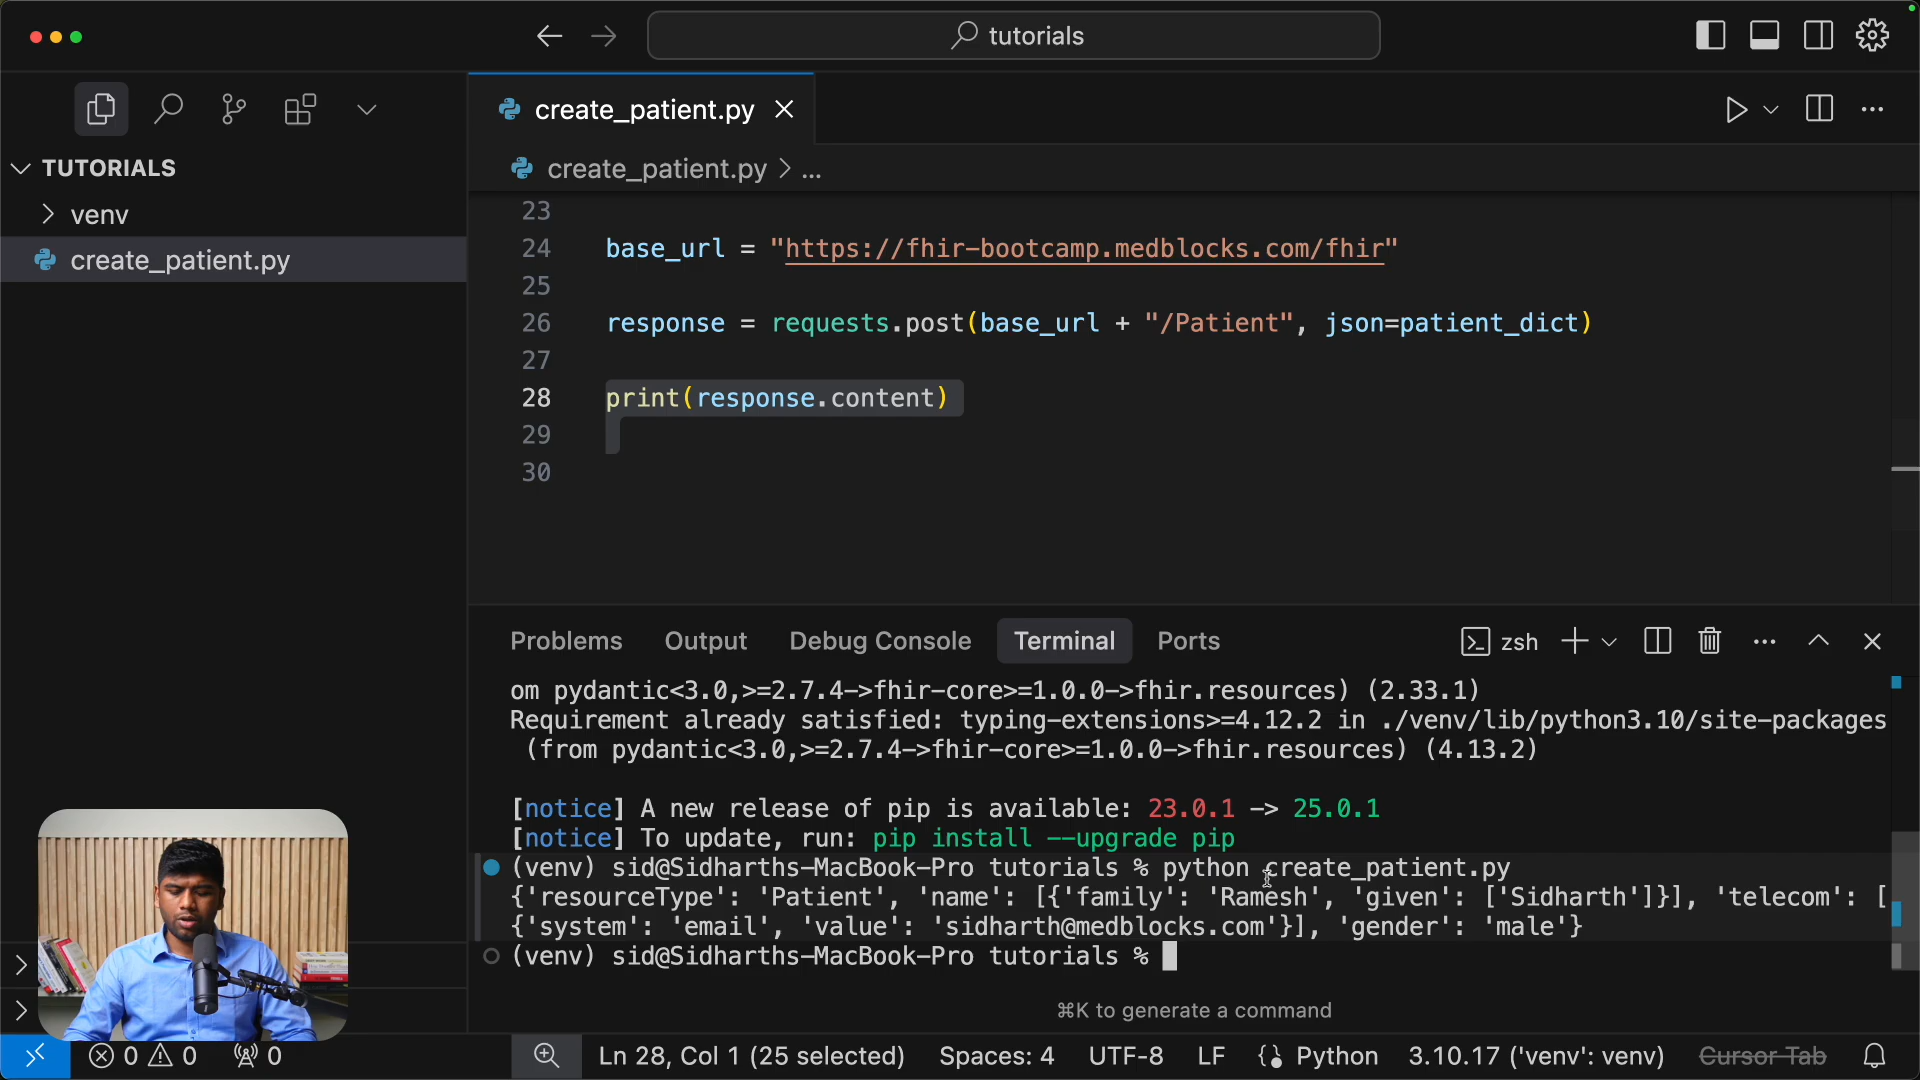 tutorials
create_patient.py
TUTORIALS
venv
create_patient.py
create_patient.py > ...
23
24 base_url = "https://fhir-bootcamp.medblocks.com/fhir"
25
26 response = requests.post(base_url + "/Patient", json=patient_dict)
27
28 print(response.content)
29
30
Problems Output Debug Console Terminal Ports zsh
om pydantic<3.0,>=2.7.4->fhir-core>=1.0.0->fhir.resources) (2.33.1)
Requirement already satisfied: typing-extensions>=4.12.2 in ./venv/lib/python3.10/site-packages
(from pydantic<3.0,>=2.7.4->fhir-core>=1.0.0->fhir.resources) (4.13.2)
[notice] A new release of pip is available: 23.0.1 -> 25.0.1
[notice] To update, run: pip install --upgrade pip
(venv) sid@Sidharths-MacBook-Pro tutorials % python create_patient.py
{'resourceType': 'Patient', 'name': [{'family': 'Ramesh', 'given': ['Sidharth']}], 'telecom': [
{'system': 'email', 'value': 'sidharth@medblocks.com'}], 'gender': 'male'}
(venv) sid@Sidharths-MacBook-Pro tutorials %
⌘K to generate a command
0 0 0 Ln 28, Col 1 (25 selected) Spaces: 4 UTF-8 LF Python 3.10.17 ('venv': venv) Cursor Tab